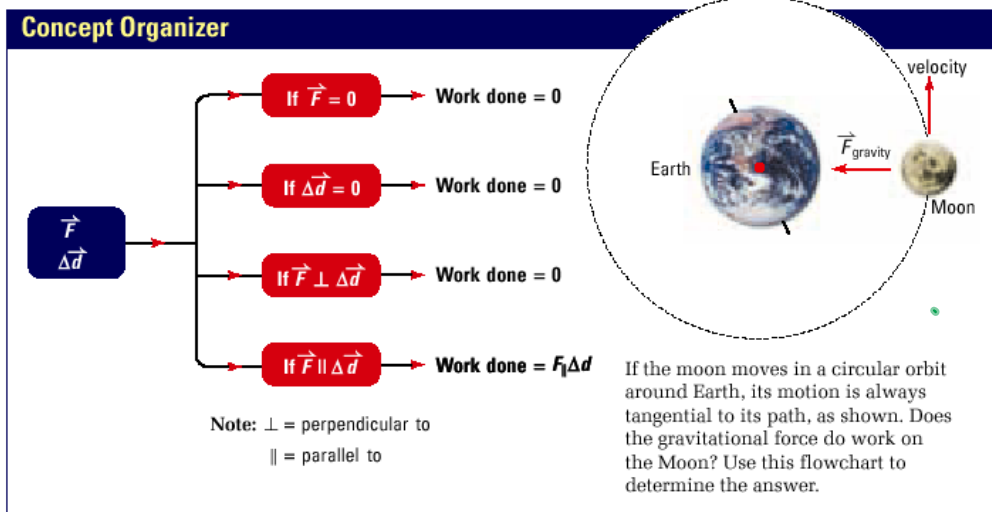 Concept Organizer
F⃗
Δd⃗
If F⃗ = 0
Work done = 0
If Δd⃗ = 0
Work done = 0
If F⃗ ⊥ Δd⃗
Work done = 0
If F⃗ || Δd⃗
Work done = F||Δd
Note: ⊥ = perpendicular to
|| = parallel to
velocity
F⃗gravity
Earth
Moon
If the moon moves in a circular orbit
around Earth, its motion is always
tangential to its path, as shown. Does
the gravitational force do work on
the Moon? Use this flowchart to
determine the answer.